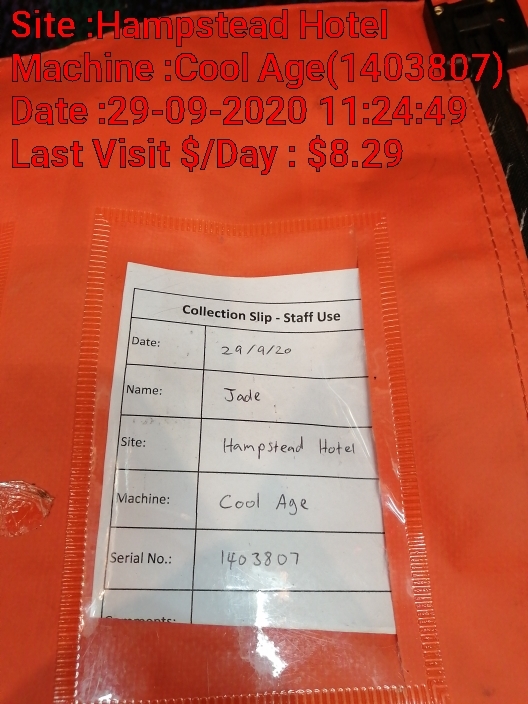 Site :Hampstead Hotel
Machine :Cool Age(1403807)
Date :29-09-2020 11:24:49
Last Visit $/Day : $8.29
Collection Slip - Staff Use
Date: 29/9/20
Name: Jade
Site: Hampstead Hotel
Machine: Cool Age
Serial No.: 1403807
Comments: